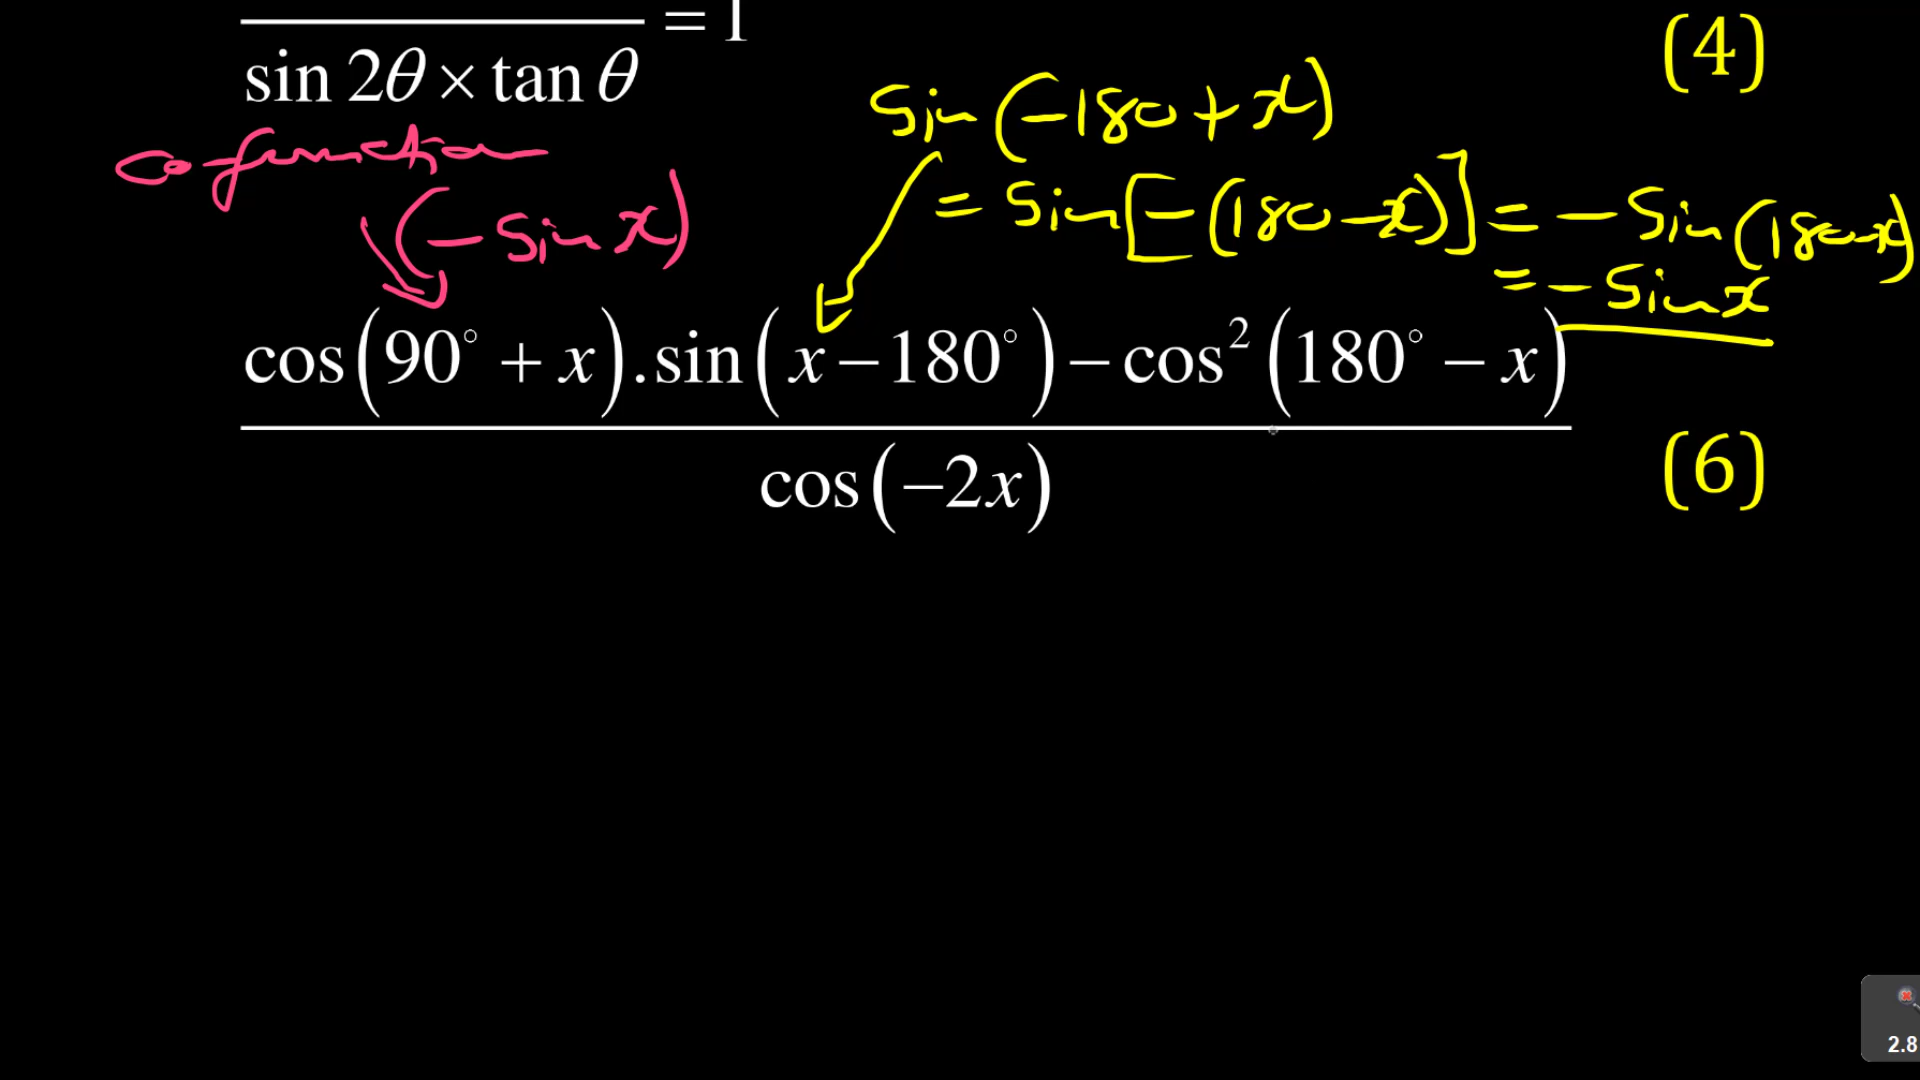 = 1
sin 2θ × tan θ
(4)
sin(-180+x)
co-function
= sin[-(180-x)] = -sin(180-x)
(-sin x)
= -sin x
cos(90° + x).sin(x − 180°) − cos²(180° − x)
cos(−2x)
(6)
2.8